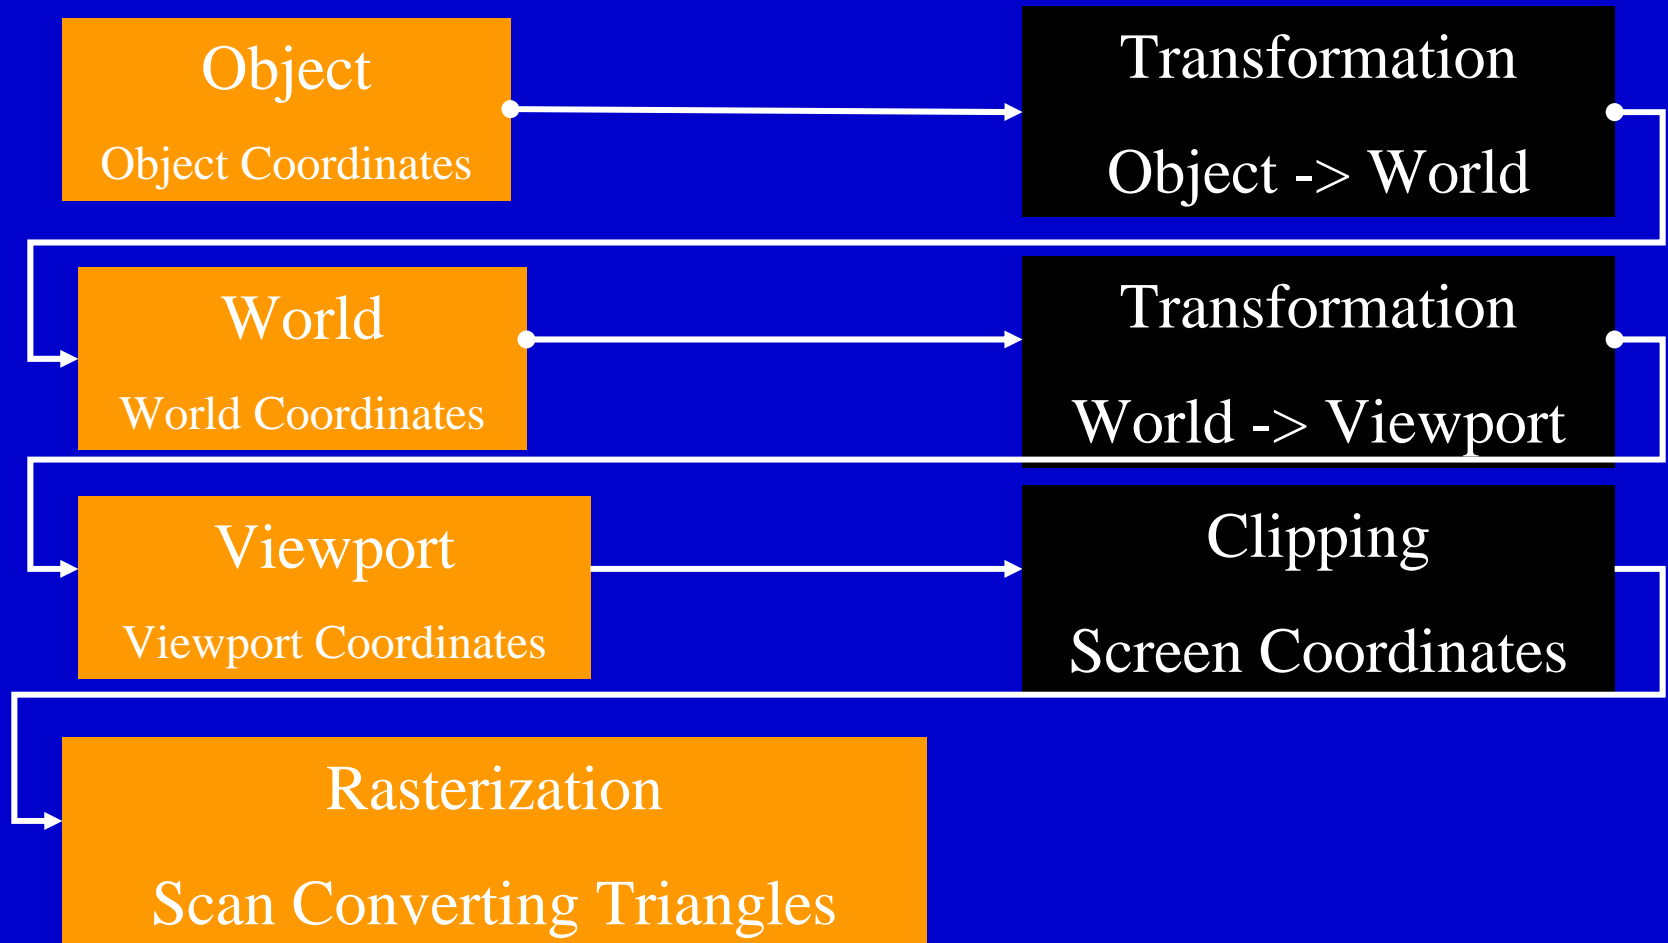 Object
Object Coordinates
Transformation
Object -> World
World
World Coordinates
Transformation
World -> Viewport
Viewport
Viewport Coordinates
Clipping
Screen Coordinates
Rasterization
Scan Converting Triangles